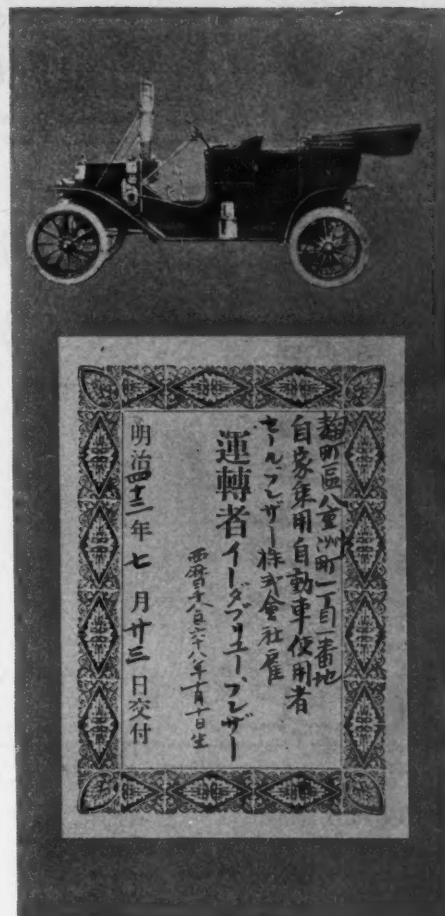 麹町區八重洲町一丁目一番地
自家乗用自動車使用者
セール、フレザー株式會社雇
運轉者イーダブリユーフレザー
西暦千八百六十八年 月十日生
明治四十三年七月廿三日交付